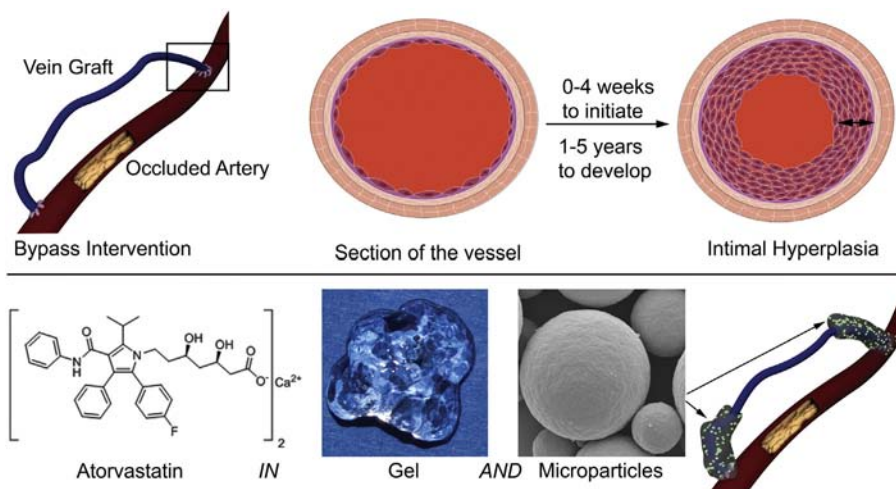 Vein Graft
Occluded Artery
Bypass Intervention
0-4 weeks
to initiate
1-5 years
to develop
Section of the vessel
Intimal Hyperplasia
O
OH
OH
O
NH
N
O⁻
Ca²⁺
O
F
2
Atorvastatin
IN
Gel
AND
Microparticles